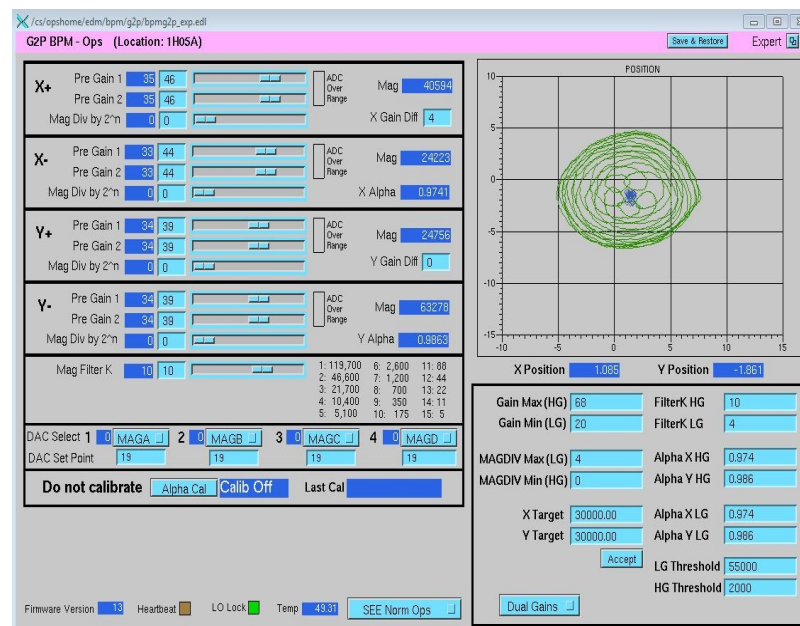 /cs/opshome/edm/bpm/g2p/bpmg2p_exp.edl
G2P BPM - Ops (Location: 1H05A) Save & Restore Expert
X+ Pre Gain 1 35 46 ADC Over Range Mag 40594
Pre Gain 2 35 46
Mag Div by 2^n 0 0 X Gain Diff 4
X- Pre Gain 1 33 44 ADC Over Range Mag 24223
Pre Gain 2 33 44
Mag Div by 2^n 0 0 X Alpha 0.9741
Y+ Pre Gain 1 34 39 ADC Over Range Mag 24756
Pre Gain 2 34 39
Mag Div by 2^n 0 0 Y Gain Diff 0
Y- Pre Gain 1 34 39 ADC Over Range Mag 63278
Pre Gain 2 34 39
Mag Div by 2^n 0 0 Y Alpha 0.9863
Mag Filter K 10 10
1: 119,700 6: 2,600 11: 88
2: 46,600 7: 1,200 12: 44
3: 21,700 8: 700 13: 22
4: 10,400 9: 350 14: 11
5: 5,100 10: 175 15: 5
DAC Select 1 0 MAGA 2 0 MAGB 3 0 MAGC 4 0 MAGD
DAC Set Point 19 19 19 19
Do not calibrate Alpha Cal Calib Off Last Cal
Firmware Version 13 Heartbeat LO Lock Temp 49.31 SEE Norm Ops
POSITION
10
5
0
-5
-10
-15
-10 -5 0 5 10 15
X Position 1.085 Y Position -1.861
Gain Max (HG) 68 FilterK HG 10
Gain Min (LG) 20 FilterK LG 4
MAGDIV Max (LG) 4 Alpha X HG 0.974
MAGDIV Min (HG) 0 Alpha Y HG 0.986
X Target 30000.00 Alpha X LG 0.974
Y Target 30000.00 Alpha Y LG 0.986
Accept LG Threshold 55000
HG Threshold 2000
Dual Gains